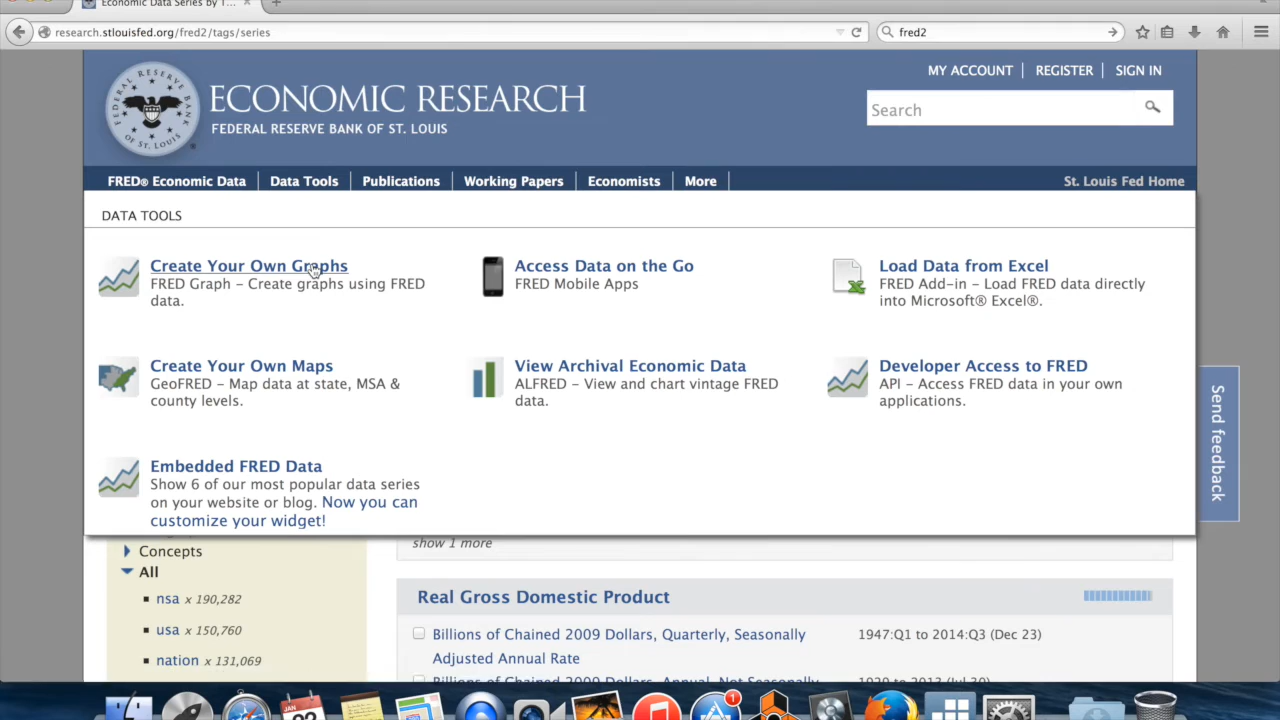 Economic Data Series by T...
research.stlouisfed.org/fred2/tags/series
fred2
MY ACCOUNT
REGISTER
SIGN IN
FEDERAL RESERVE BANK OF ST. LOUIS
ECONOMIC RESEARCH
FEDERAL RESERVE BANK OF ST. LOUIS
Search
FRED® Economic Data
Data Tools
Publications
Working Papers
Economists
More
St. Louis Fed Home
DATA TOOLS
Create Your Own Graphs
FRED Graph – Create graphs using FRED
data.
Access Data on the Go
FRED Mobile Apps
Load Data from Excel
FRED Add-in – Load FRED data directly
into Microsoft® Excel®.
Create Your Own Maps
GeoFRED – Map data at state, MSA &
county levels.
View Archival Economic Data
ALFRED – View and chart vintage FRED
data.
Developer Access to FRED
API – Access FRED data in your own
applications.
Embedded FRED Data
Show 6 of our most popular data series
on your website or blog. Now you can
customize your widget!
Send feedback
show 1 more
Concepts
All
nsa x 190,282
usa x 150,760
nation x 131,069
Real Gross Domestic Product
Billions of Chained 2009 Dollars, Quarterly, Seasonally
Adjusted Annual Rate
1947:Q1 to 2014:Q3 (Dec 23)
1